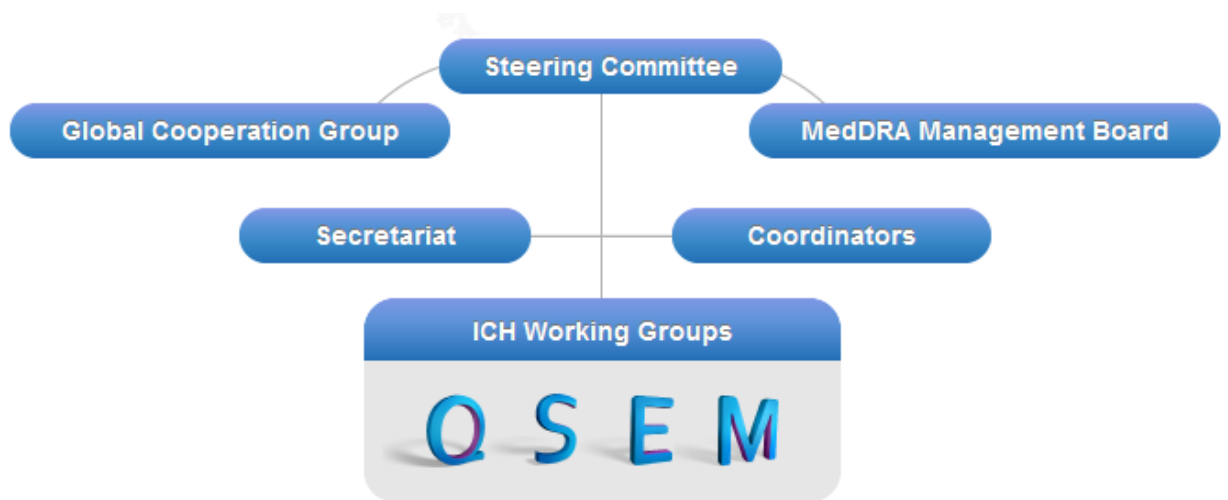 Steering Committee
Global Cooperation Group
MedDRA Management Board
Secretariat
Coordinators
ICH Working Groups
Q S E M